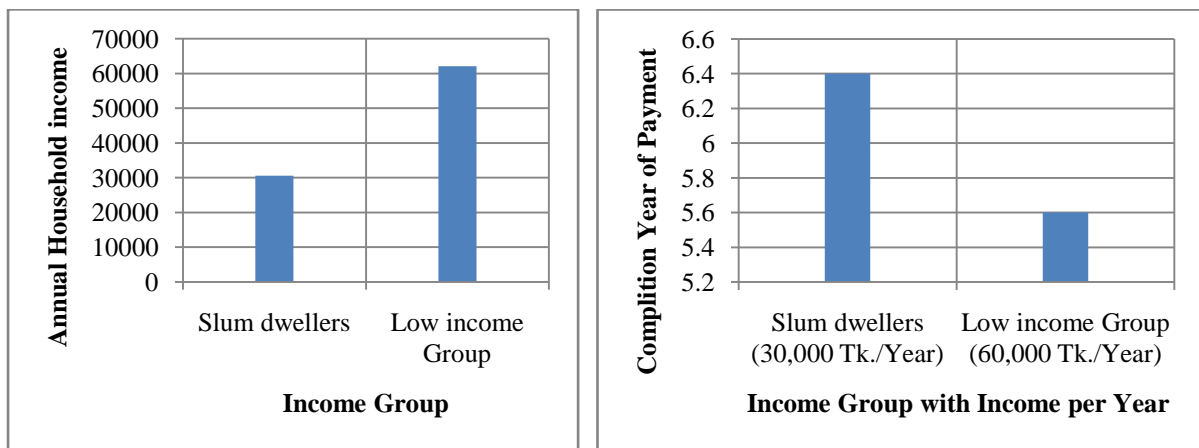 Annual Household income
70000
60000
50000
40000
30000
20000
10000
0
Slum dwellers
Low income
Group
Income Group
Complition Year of Payment
6.6
6.4
6.2
6
5.8
5.6
5.4
5.2
Slum dwellers
(30,000 Tk./Year)
Low income Group
(60,000 Tk./Year)
Income Group with Income per Year